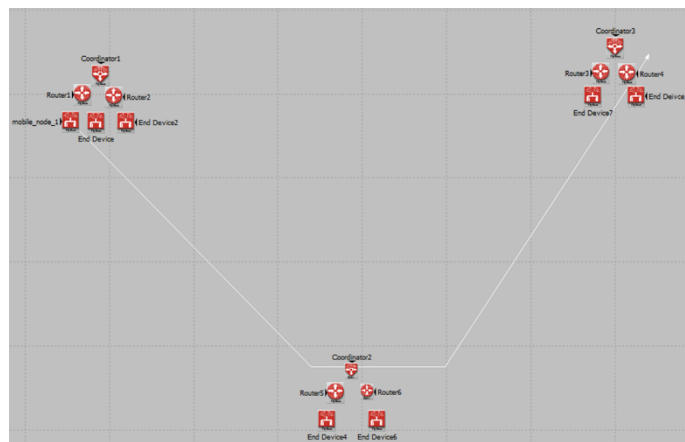 Coordinator1
Router1
Router2
mobile_node_1
End Device
End Device2
Coordinator3
Router3
Router4
End Device7
End Deivce
Coordinator2
Router5
Router6
End Device4
End Device6